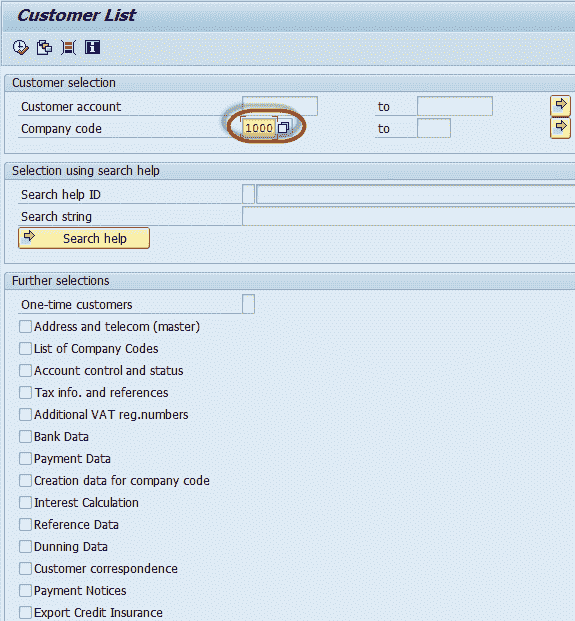 Customer List
Customer selection
Customer account to
Company code 1000 to
Selection using search help
Search help ID
Search string
Search help
Further selections
One-time customers
Address and telecom (master)
List of Company Codes
Account control and status
Tax info. and references
Additional VAT reg.numbers
Bank Data
Payment Data
Creation data for company code
Interest Calculation
Reference Data
Dunning Data
Customer correspondence
Payment Notices
Export Credit Insurance